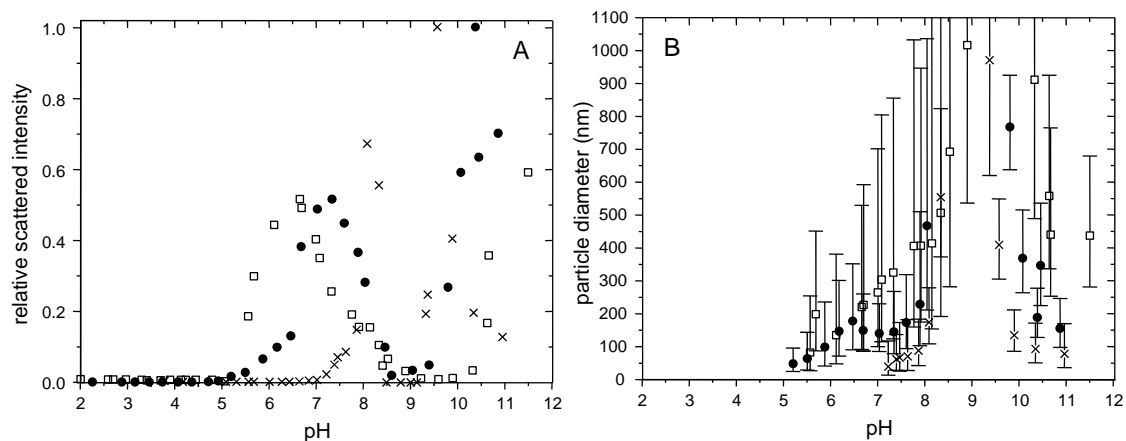 A
relative scattered intensity
1.0
0.8
0.6
0.4
0.2
0.0
2 3 4 5 6 7 8 9 10 11 12
pH
B
particle diameter (nm)
1100
1000
900
800
700
600
500
400
300
200
100
0
2 2 4 5 6 7 8 9 10 11 12
pH